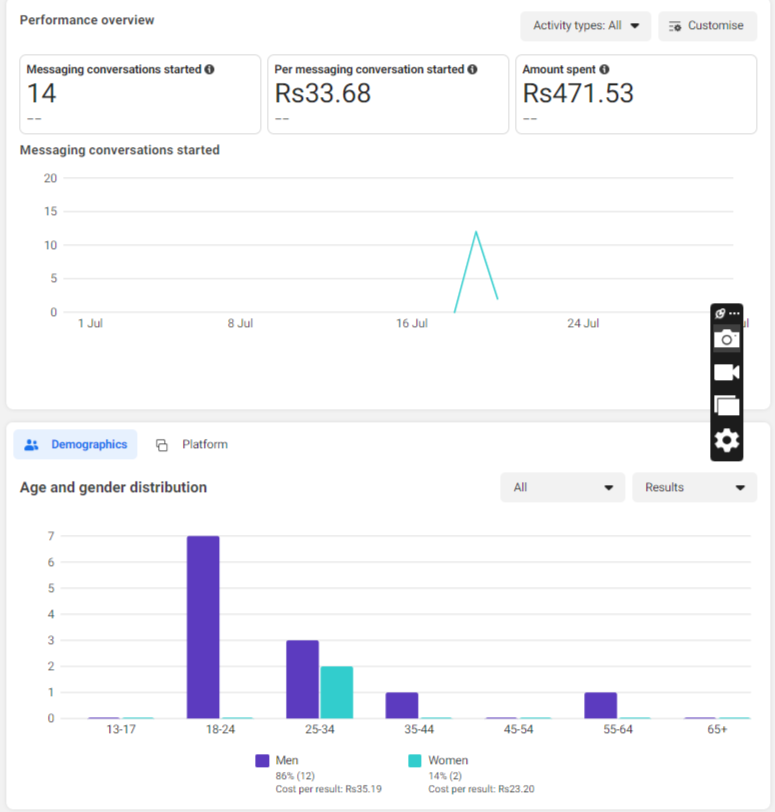 Performance overview
Activity types: All
Customise
Messaging conversations started
14
--
Per messaging conversation started
Rs33.68
--
Amount spent
Rs471.53
--
Messaging conversations started
20
15
10
5
0
1 Jul 8 Jul 16 Jul 24 Jul
Demographics
Platform
Age and gender distribution
All
Results
7
6
5
4
3
2
1
0
13-17 18-24 25-34 35-44 45-54 55-64 65+
Men
86% (12)
Cost per result: Rs35.19
Women
14% (2)
Cost per result: Rs23.20